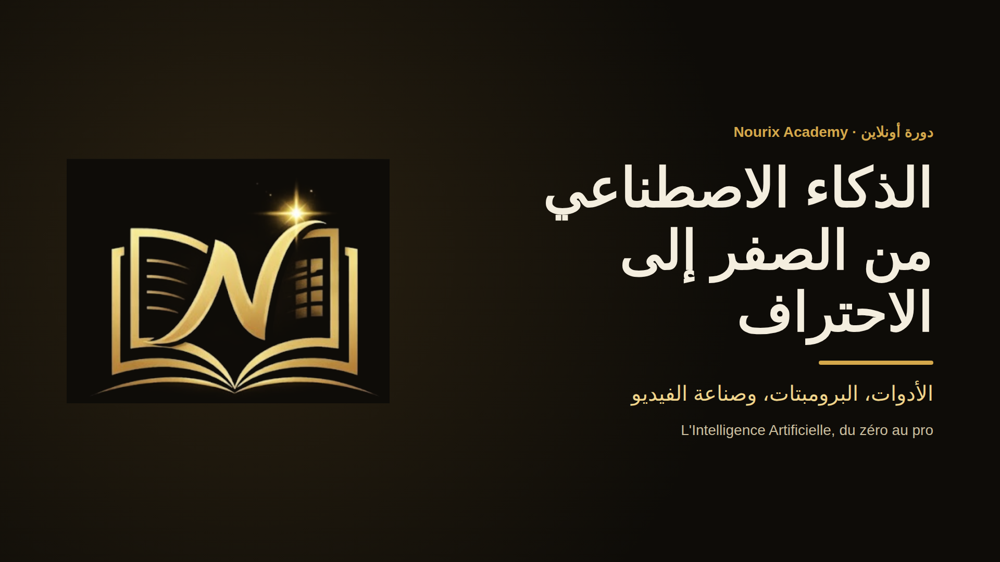 دورة أونلاين · Nourix Academy
الذكاء الاصطناعي
من الصفر إلى
الاحتراف
الأدوات، البرومبتات، وصناعة الفيديو
L'Intelligence Artificielle, du zéro au pro